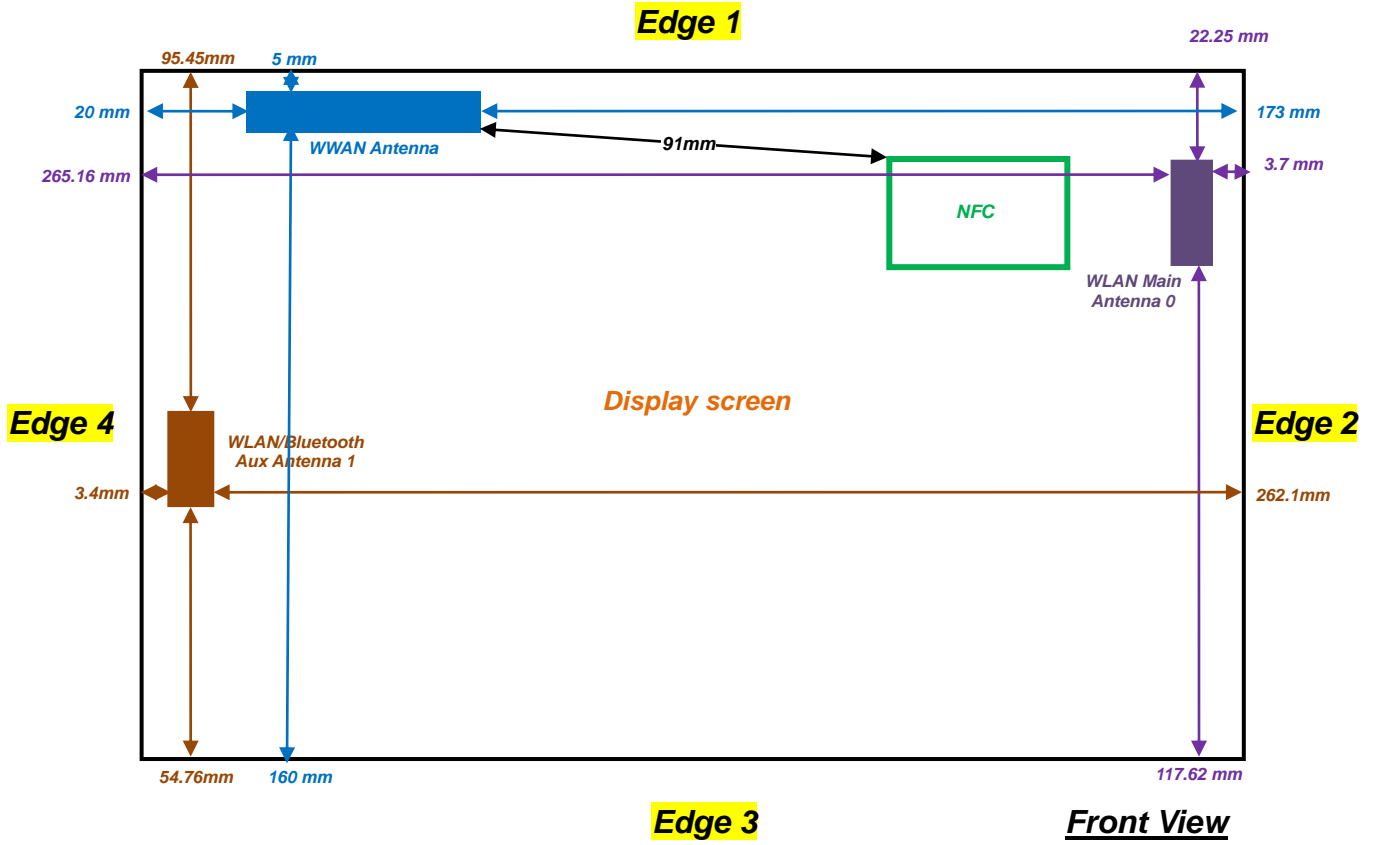 Edge 1
22.25 mm
95.45mm
5 mm
20 mm
173 mm
WWAN Antenna
91mm
3.7 mm
265.16 mm
NFC
WLAN Main
Antenna 0
Display screen
Edge 4
Edge 2
WLAN/Bluetooth
Aux Antenna 1
3.4mm
262.1mm
54.76mm
160 mm
117.62 mm
Edge 3
Front View